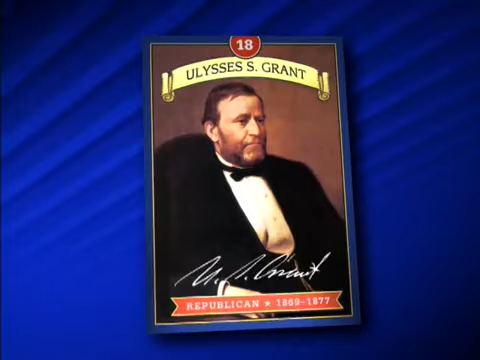 18
ULYSSES S. GRANT
U. S. Grant
REPUBLICAN ★ 1869–1877